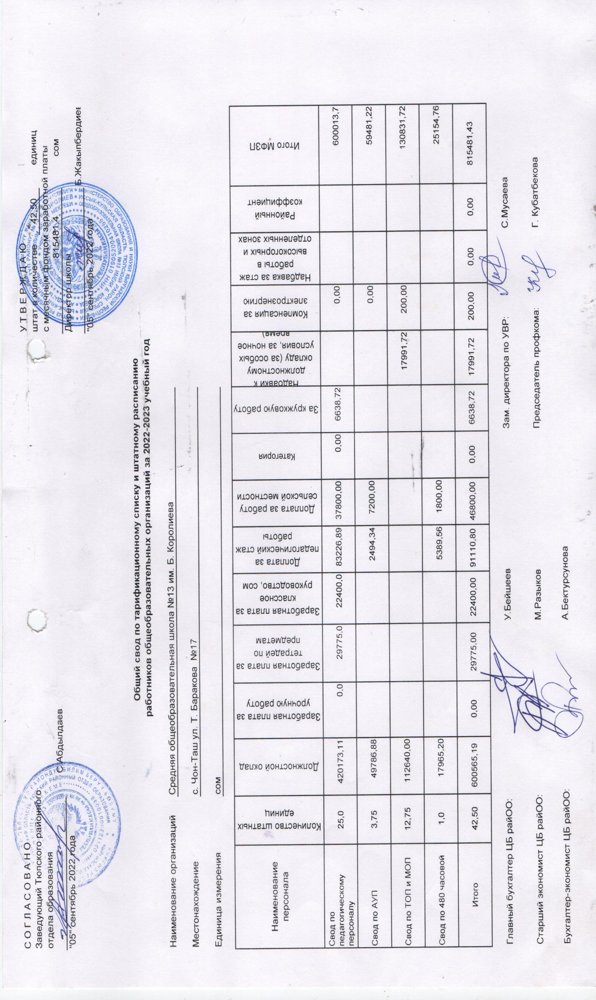 С О Г Л А С О В А Н О
Заведующий Тюпского районного
отдела образования
С. Абдылдаев
"05" сентябрь 2022 года
У Т В Е Р Ж Д А Ю
штат в количестве 42,50 единиц
с месячным фондом заработной платы
815481,4 сом
Директор школы
Б.Жакыпбердиев
"05" сентябрь 2022 года
Общий свод по тарификационному списку и штатному расписанию
работников общеобразовательных организаций за 2022-2023 учебный год
Наименование организаций Средняя общеобразовательная школа №13 им. Б. Королиева
Местонахождение с. Чон-Таш ул. Т. Баракова №17
Единица измерения сом
Наименование
персонала
Количество штатных
единиц
Должностной оклад
Заработная плата за
урочную работу
Заработная плата за
тетрадей по
предметам
Заработная плата за
классное
руководство, сом
Доплата за
педагогический стаж
работы
Доплата за работу
сельской местности
Категория
За кружковую работу
Надбавки к
должностному
окладу (за особых
условия, за ночное
время)
Компенсация за
электроэнергию
Надбавка за стаж
работы в
высокогорных и
отделенных зонах
Районный
коэффициент
Итого МФЗП
Свод по
педагогическому
персоналу
25,0 420173,11 0,0 29775,0 22400,0 83226,89 37800,00 0,00 6638,72 0,00 600013,7
Свод по АУП 3,75 49786,88 2494,34 7200,00 0,00 59481,22
Свод по ТОП и МОП 12,75 112640,00 17991,72 200,00 130831,72
Свод по 480 часовой 1,0 17965,20 5389,56 1800,00 25154,76
Итого 42,50 600565,19 0,00 29775,00 22400,00 91110,80 46800,00 0,00 6638,72 17991,72 200,00 0,00 0,00 815481,43
Главный бухгалтер ЦБ райОО: У.Бейшеев Зам. директора по УВР: С.Мусаева
Старший экономист ЦБ райОО: М.Разыков Председатель профкома: Г. Кубатбекова
Бухгалтер-экономист ЦБ райОО: А.Бектурсунова